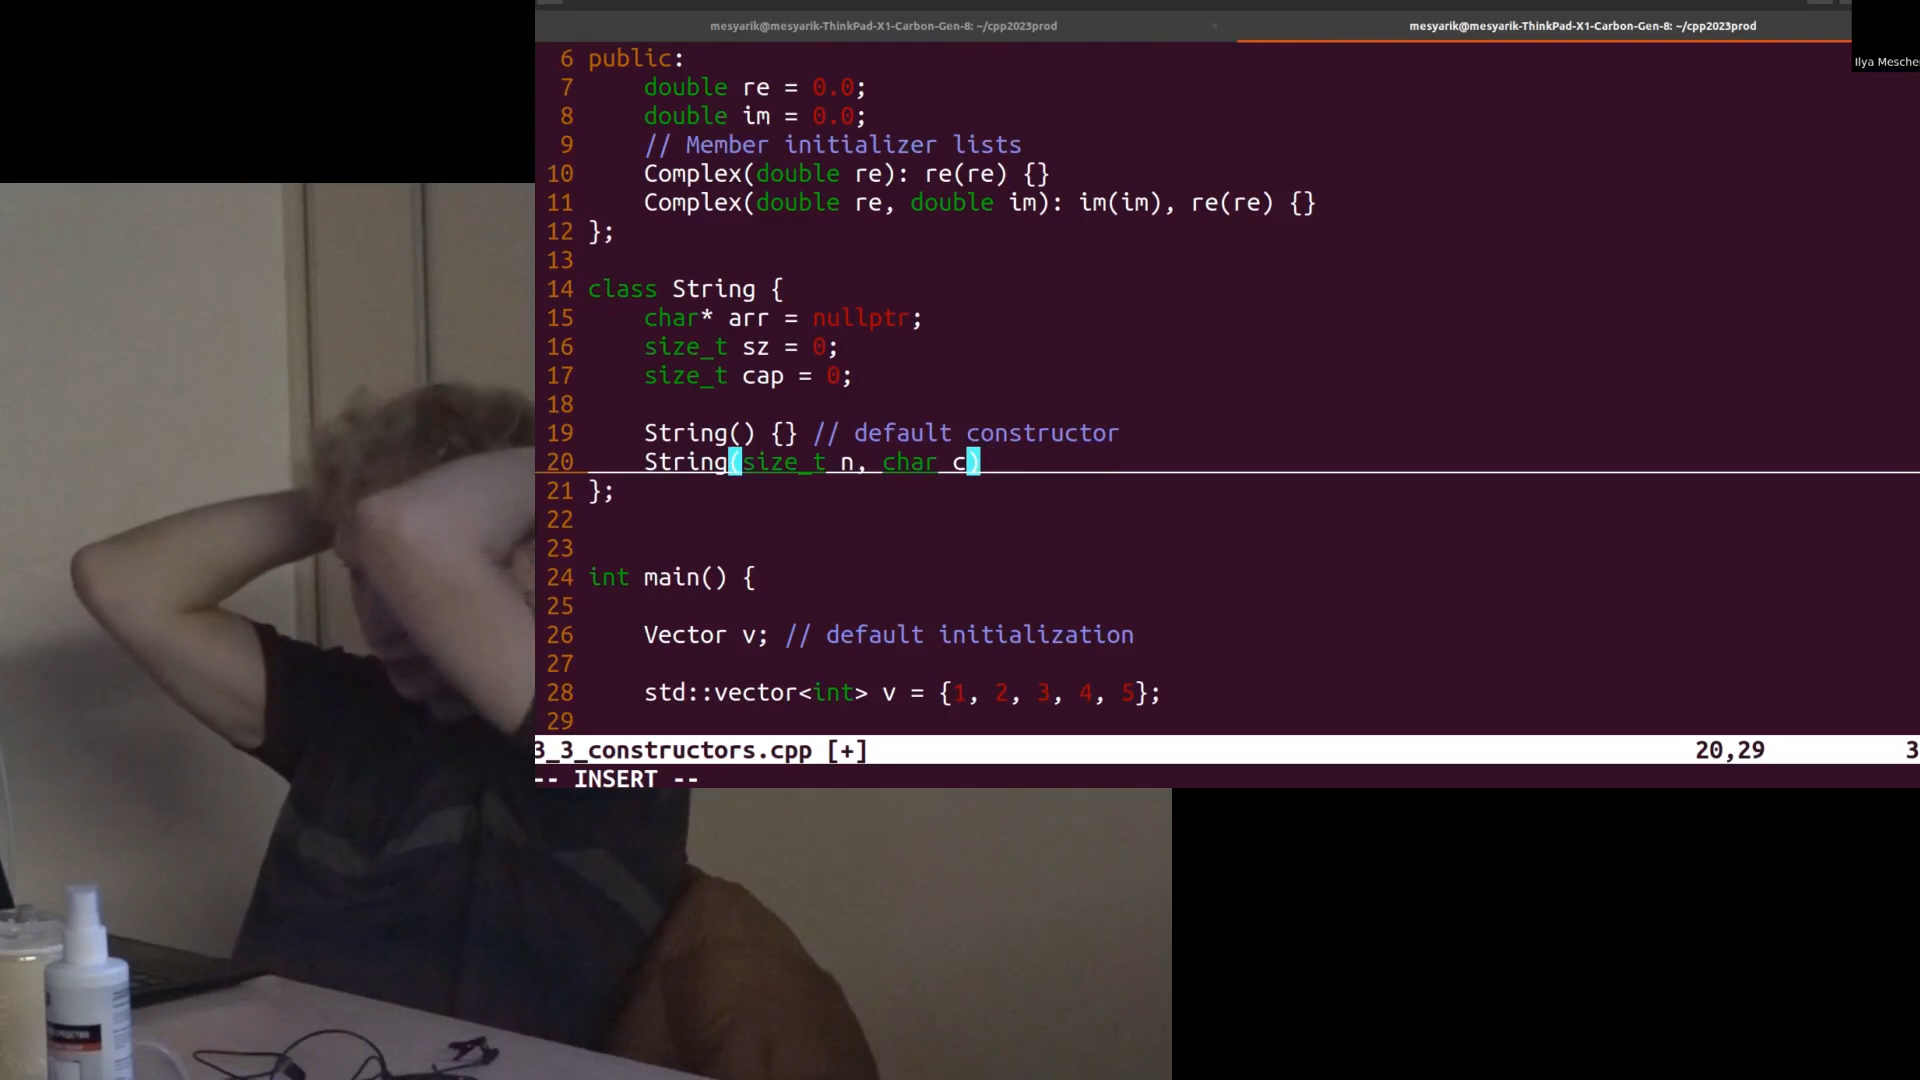 mesyarik@mesyarik-ThinkPad-X1-Carbon-Gen-8: ~/cpp2023prod
mesyarik@mesyarik-ThinkPad-X1-Carbon-Gen-8: ~/cpp2023prod
Ilya Mesche
6 public:
7 double re = 0.0;
8 double im = 0.0;
9 // Member initializer lists
10 Complex(double re): re(re) {}
11 Complex(double re, double im): im(im), re(re) {}
12 };
13
14 class String {
15 char* arr = nullptr;
16 size_t sz = 0;
17 size_t cap = 0;
18
19 String() {} // default constructor
20 String(size_t n, char c)
21 };
22
23
24 int main() {
25
26 Vector v; // default initialization
27
28 std::vector<int> v = {1, 2, 3, 4, 5};
29
3_3_constructors.cpp [+] 20,29 3
-- INSERT --